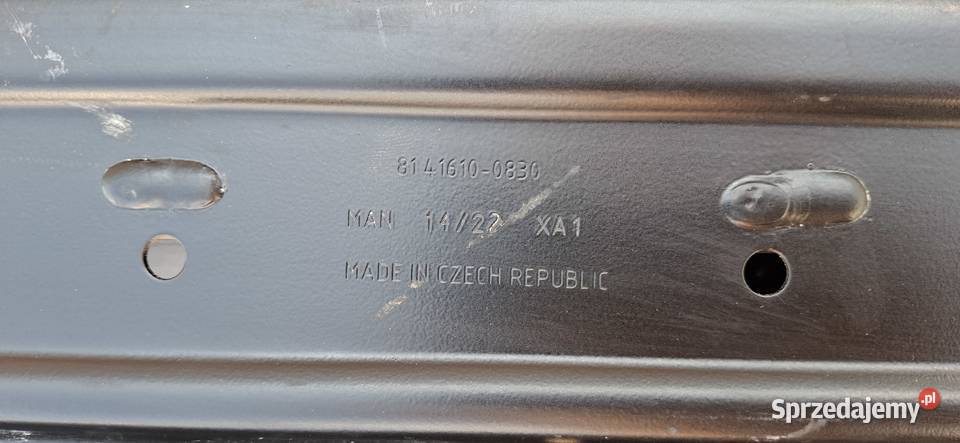 81 41610-0830
MAN 14//22 XA1
MADE IN CZECH REPUBLIC
Sprzedajemy .pl